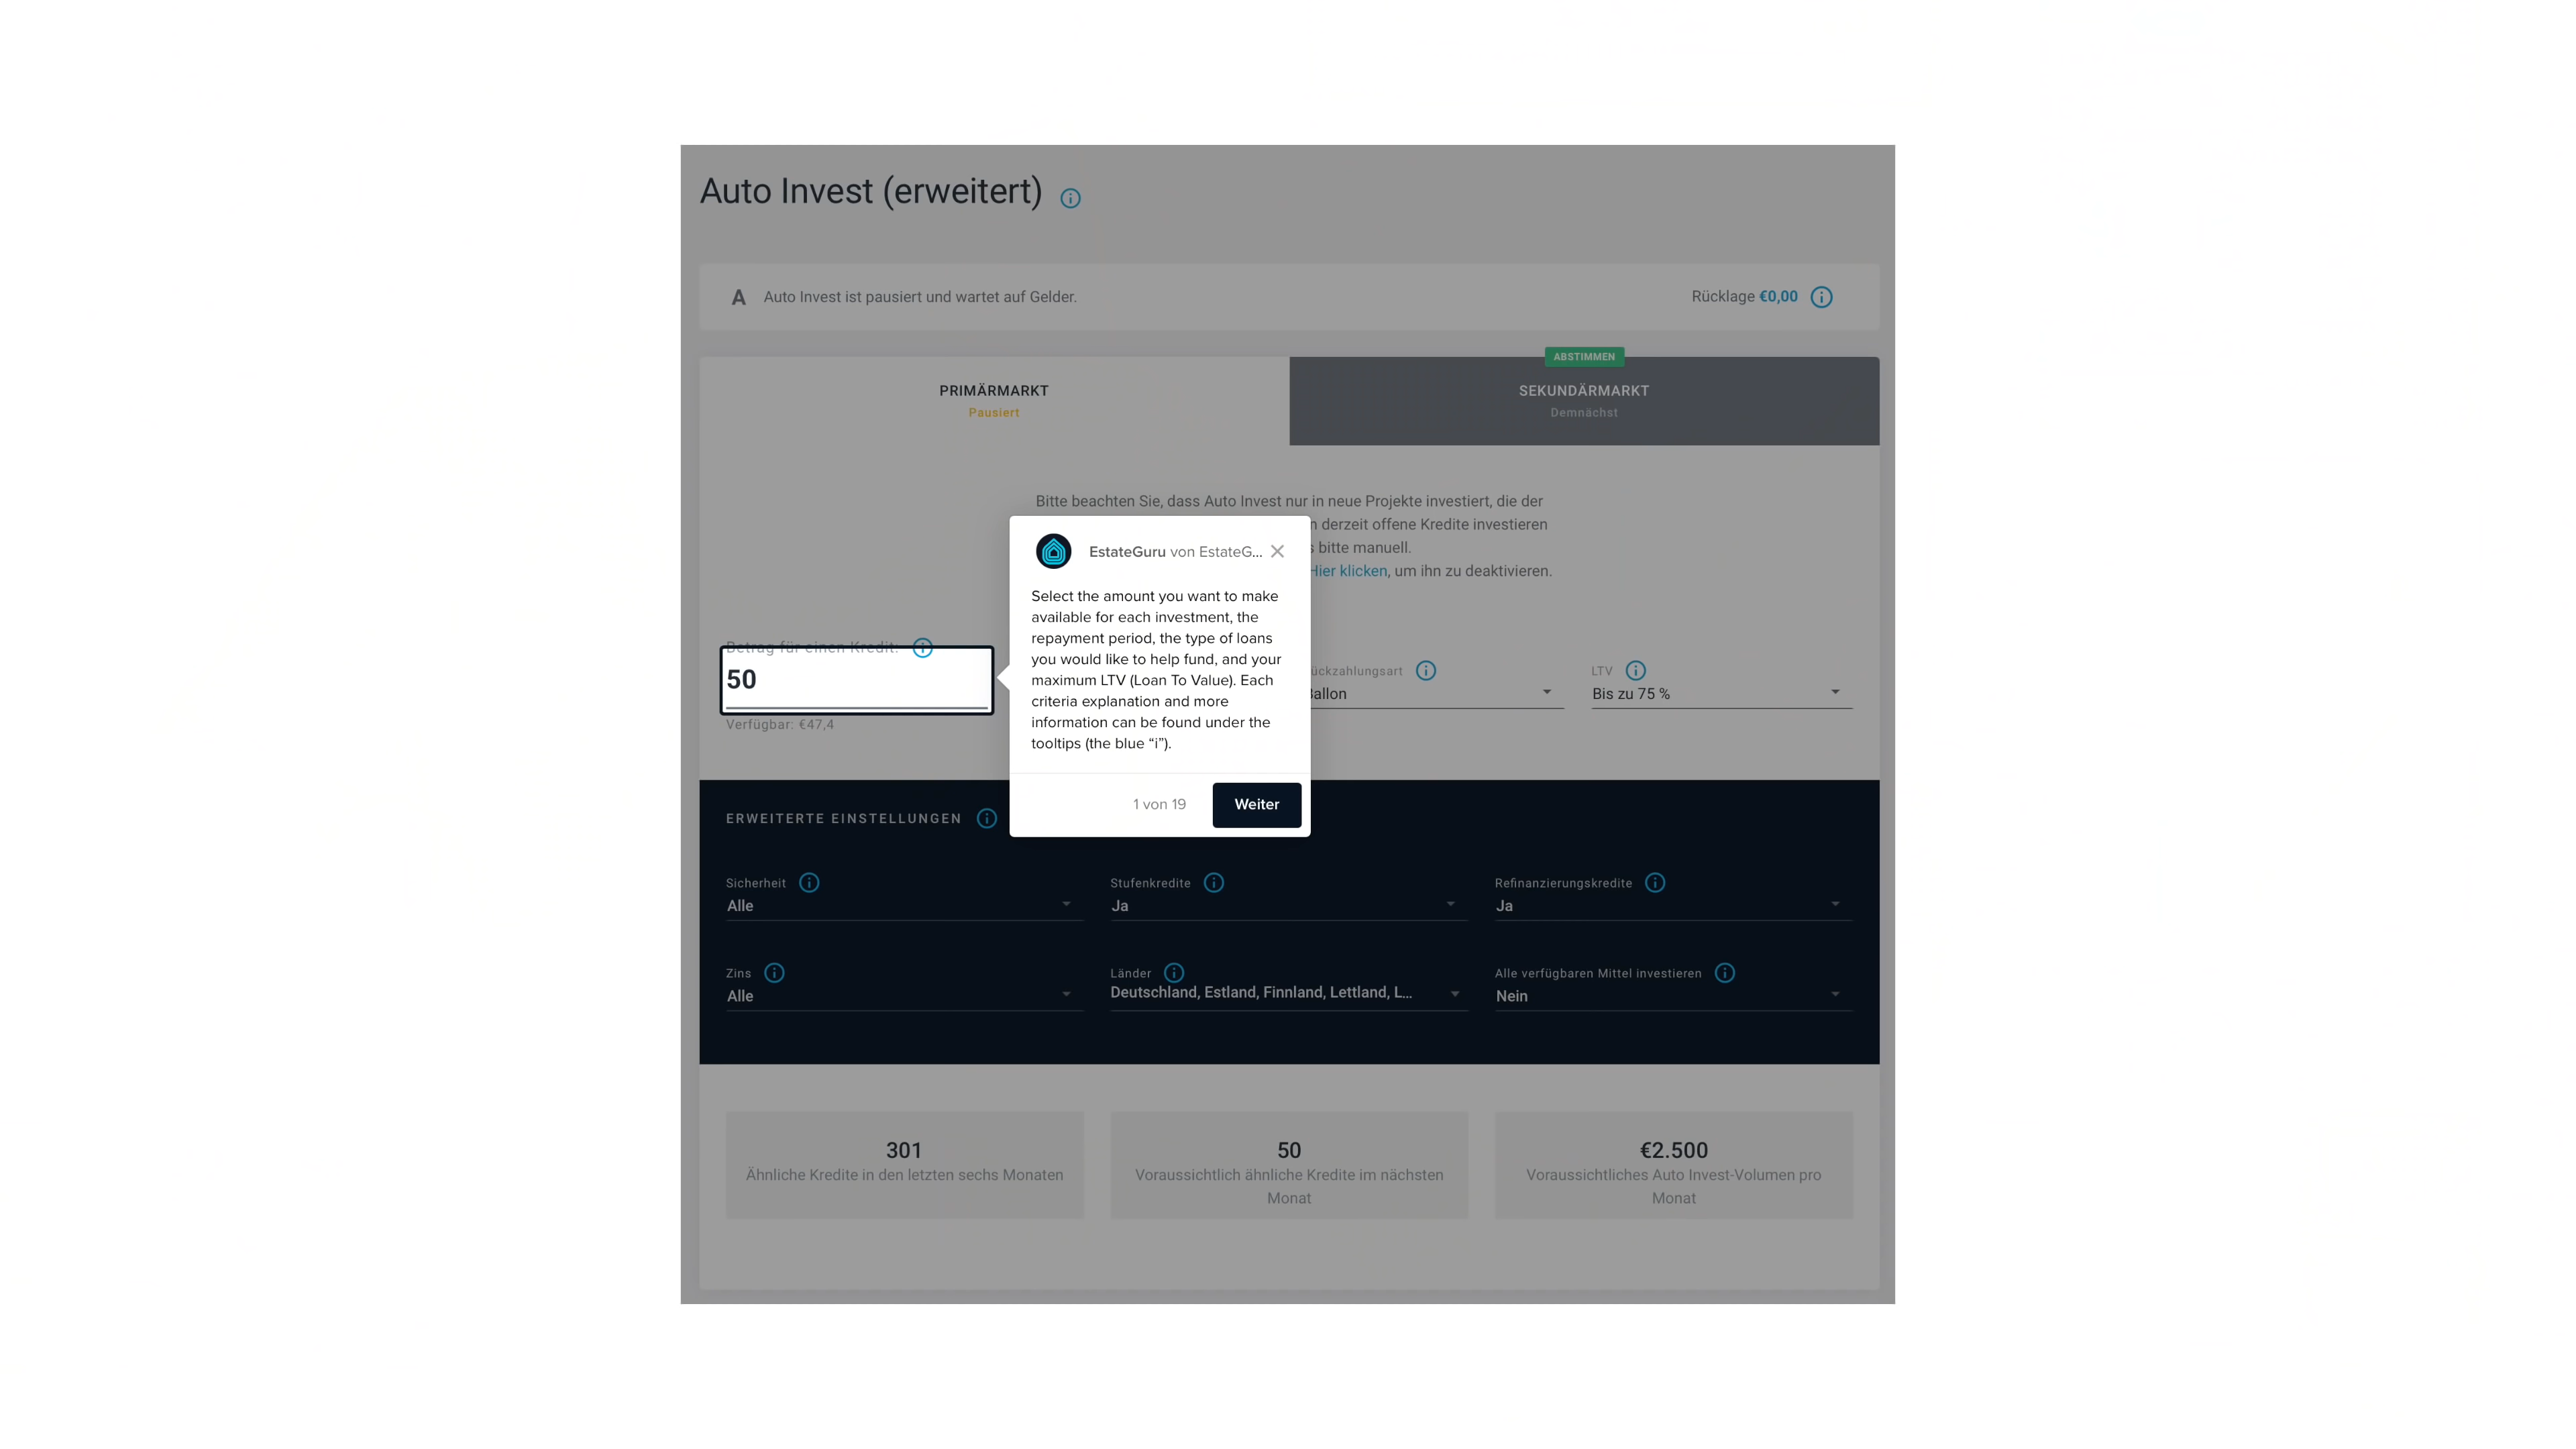 Auto Invest (erweitert)
A Auto Invest ist pausiert und wartet auf Gelder.
Rücklage €0,00
ABSTIMMEN
PRIMÄRMARKT
Pausiert
SEKUNDÄRMARKT
Demnächst
Bitte beachten Sie, dass Auto Invest nur in neue Projekte investiert, die der
derzeit offene Kredite investieren
bitte manuell.
Hier klicken, um ihn zu deaktivieren.
EstateGuru von EstateG...
Select the amount you want to make
available for each investment, the
repayment period, the type of loans
you would like to help fund, and your
maximum LTV (Loan To Value). Each
criteria explanation and more
information can be found under the
tooltips (the blue “i”).
1 von 19
Weiter
Betrag für einen Kredit:
50
Verfügbar: €47,4
LTV
Bis zu 75 %
ERWEITERTE EINSTELLUNGEN
Sicherheit
Alle
Stufenkredite
Ja
Refinanzierungskredite
Ja
Zins
Alle
Länder
Deutschland, Estland, Finnland, Lettland, L...
Alle verfügbaren Mittel investieren
Nein
301
Ähnliche Kredite in den letzten sechs Monaten
50
Voraussichtlich ähnliche Kredite im nächsten
Monat
€2.500
Voraussichtliches Auto Invest-Volumen pro
Monat